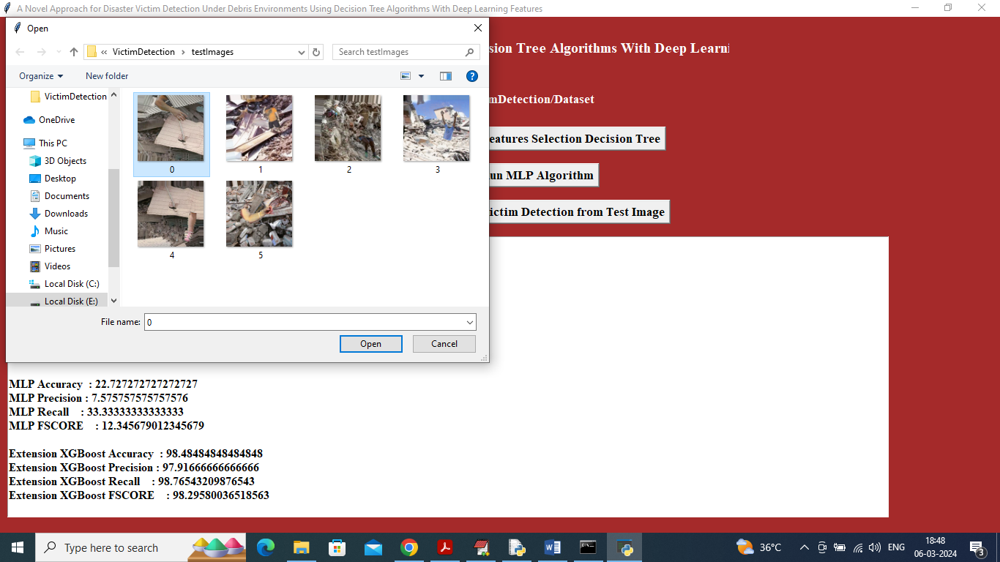 A Novel Approach for Disaster Victim Detection Under Debris Environments Using Decision Tree Algorithms With Deep Learning Features
Open
« VictimDetection › testImages
Search testImages
Organize
New folder
VictimDetection
OneDrive
This PC
3D Objects
Desktop
Documents
Downloads
Music
Pictures
Videos
Local Disk (C:)
Local Disk (E:)
0
1
2
3
4
5
File name: 0
Open
Cancel
sion Tree Algorithms With Deep Learni
mDetection/Dataset
eatures Selection Decision Tree
un MLP Algorithm
ictim Detection from Test Image
MLP Accuracy : 22.727272727272727
MLP Precision : 7.575757575757576
MLP Recall : 33.33333333333333
MLP FSCORE : 12.345679012345679
Extension XGBoost Accuracy : 98.48484848484848
Extension XGBoost Precision : 97.91666666666666
Extension XGBoost Recall : 98.76543209876543
Extension XGBoost FSCORE : 98.29580036518563
Type here to search
36°C
ENG
18:48
06-03-2024
3